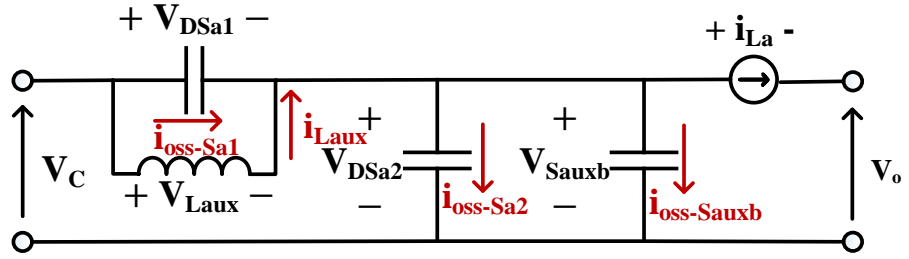 + V_DSa1 −
+ i_La -
i_oss-Sa1
i_Laux
+
V_DSa2
−
+
V_Sauxb
−
V_C
+ V_Laux −
i_oss-Sa2
i_oss-Sauxb
V_o